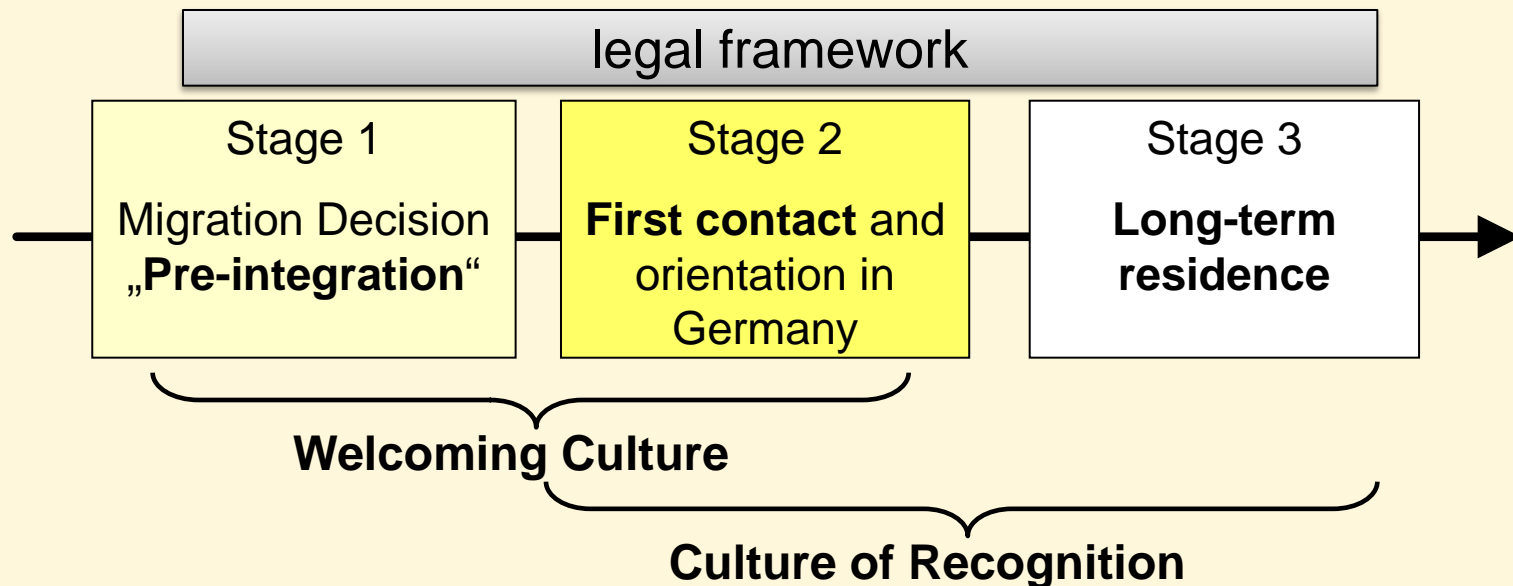 legal framework
Stage 1
Migration Decision
„Pre-integration“
Stage 2
First contact and
orientation in
Germany
Stage 3
Long-term
residence
Welcoming Culture
Culture of Recognition